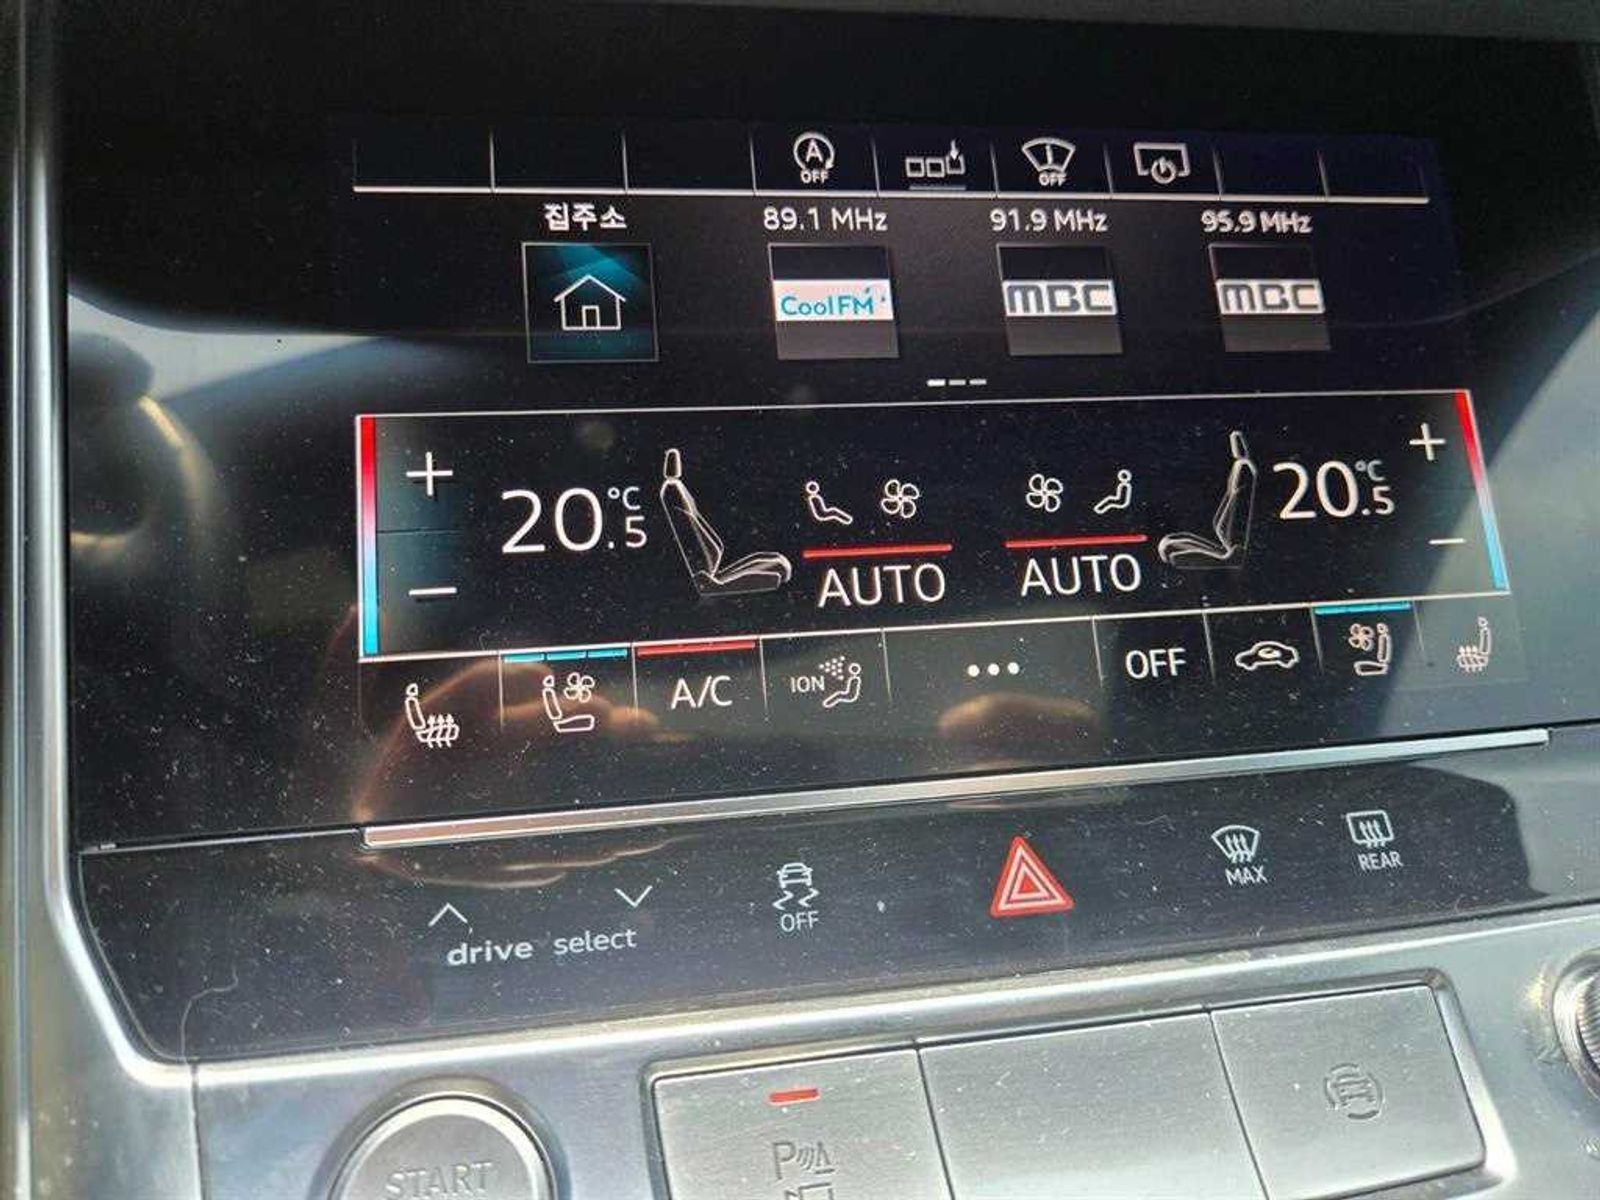 A
OFF
OFF
집주소
89.1 MHz
91.9 MHz
95.9 MHz
CoolFM
MBC
MBC
20.5°C
20.5°C
AUTO
AUTO
A/C
ION
OFF
drive select
OFF
MAX
REAR
START
P